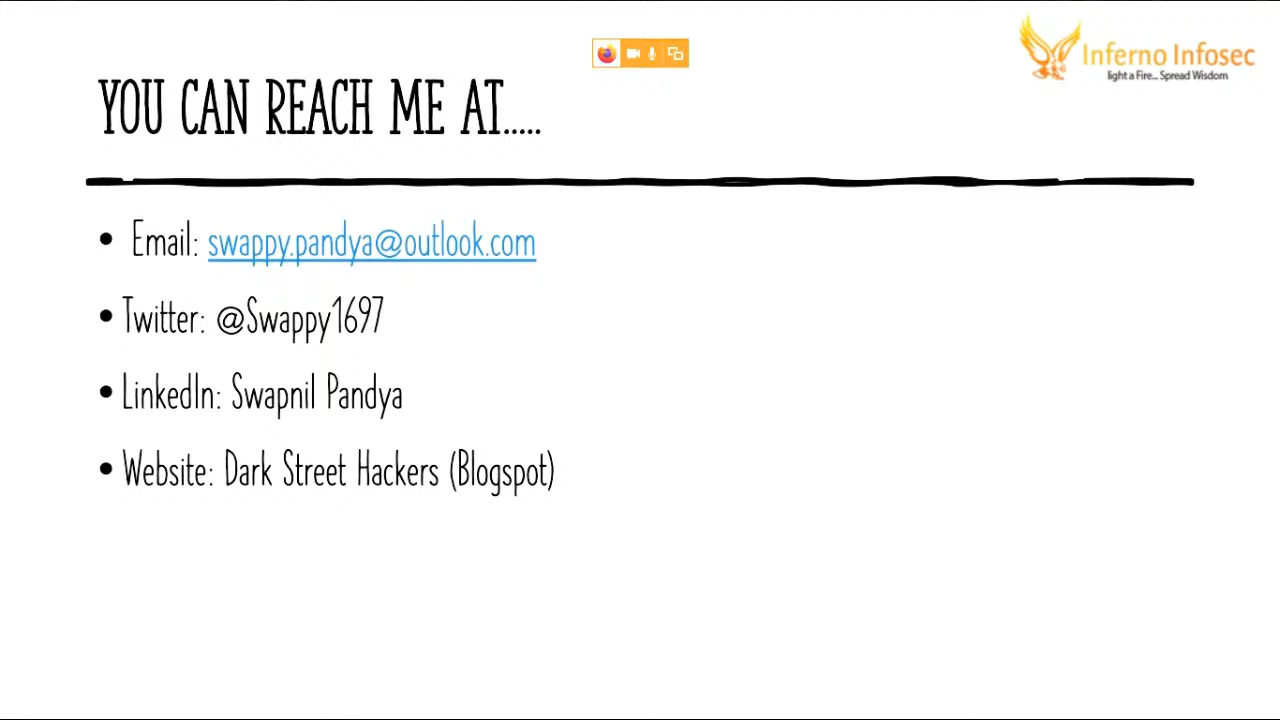 Inferno Infosec
light a Fire... Spread Wisdom
YOU CAN REACH ME AT.....
• Email: swappy.pandya@outlook.com
• Twitter: @Swappy1697
• LinkedIn: Swapnil Pandya
• Website: Dark Street Hackers (Blogspot)